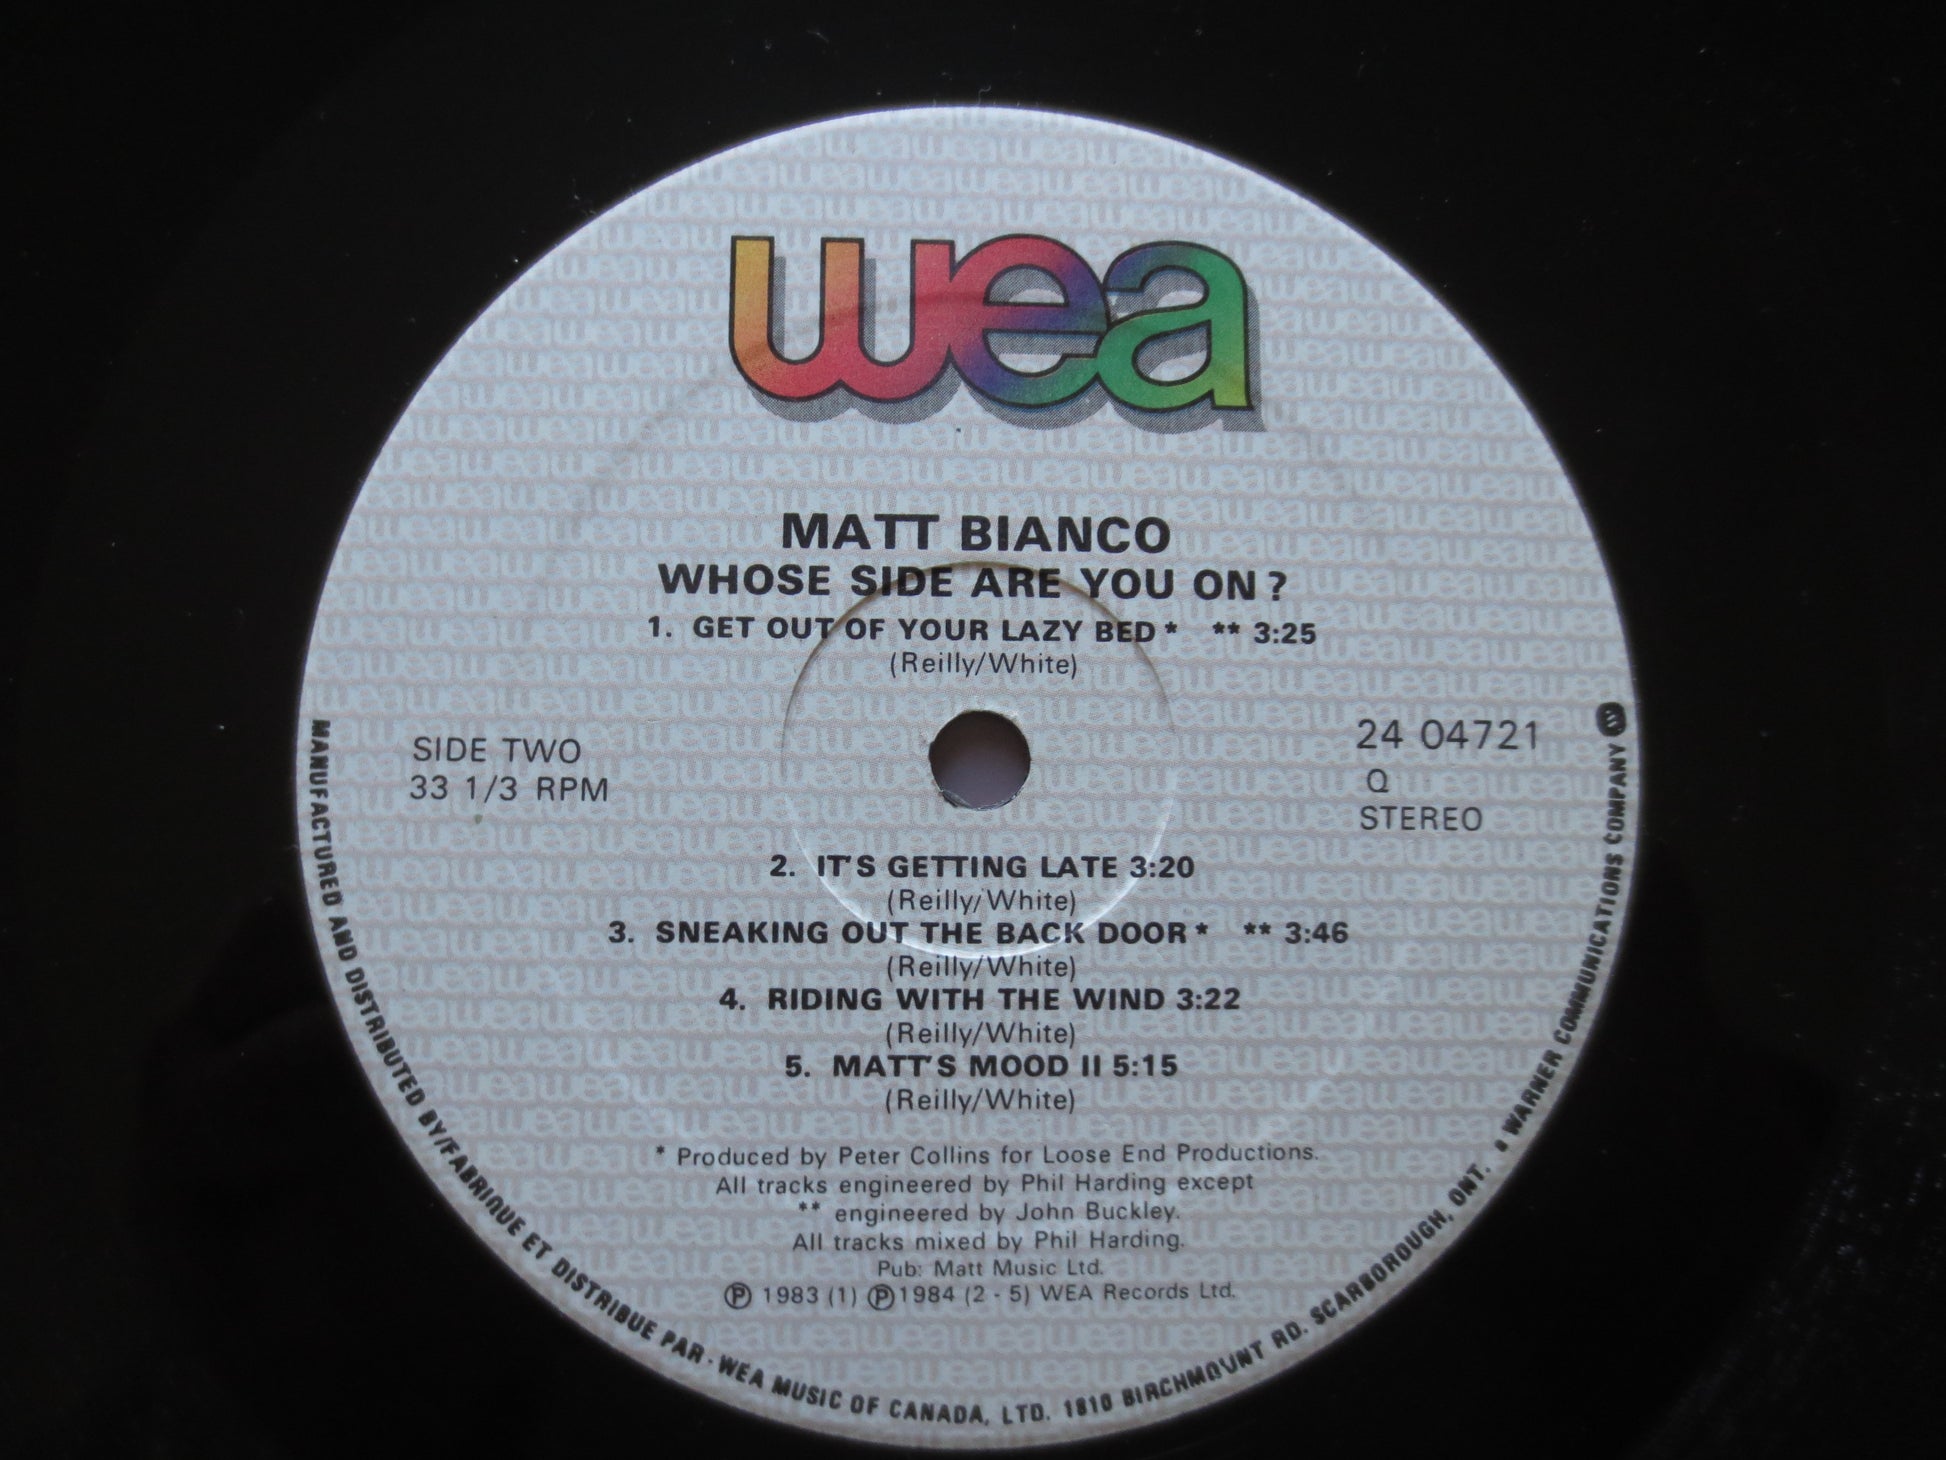 wea
MATT BIANCO
WHOSE SIDE ARE YOU ON?
1. GET OUT OF YOUR LAZY BED* ** 3:25
(Reilly/White)
SIDE TWO
33 1/3 RPM
24 04721
Q
STEREO
2. IT'S GETTING LATE 3:20
(Reilly/White)
3. SNEAKING OUT THE BACK DOOR* ** 3:46
(Reilly/White)
4. RIDING WITH THE WIND 3:22
(Reilly/White)
5. MATT'S MOOD II 5:15
(Reilly/White)
* Produced by Peter Collins for Loose End Productions.
All tracks engineered by Phil Harding except
** engineered by John Buckley.
All tracks mixed by Phil Harding.
Pub: Matt Music Ltd.
Ⓟ 1983 (1) Ⓟ 1984 (2 - 5) WEA Records Ltd.
MANUFACTURED AND DISTRIBUTED BY/FABRIQUE ET DISTRIBUE PAR · WEA MUSIC OF CANADA, LTD. 1810 BIRCHMOUNT RD. SCARBOROUGH, ONT. A WARNER COMMUNICATIONS COMPANY